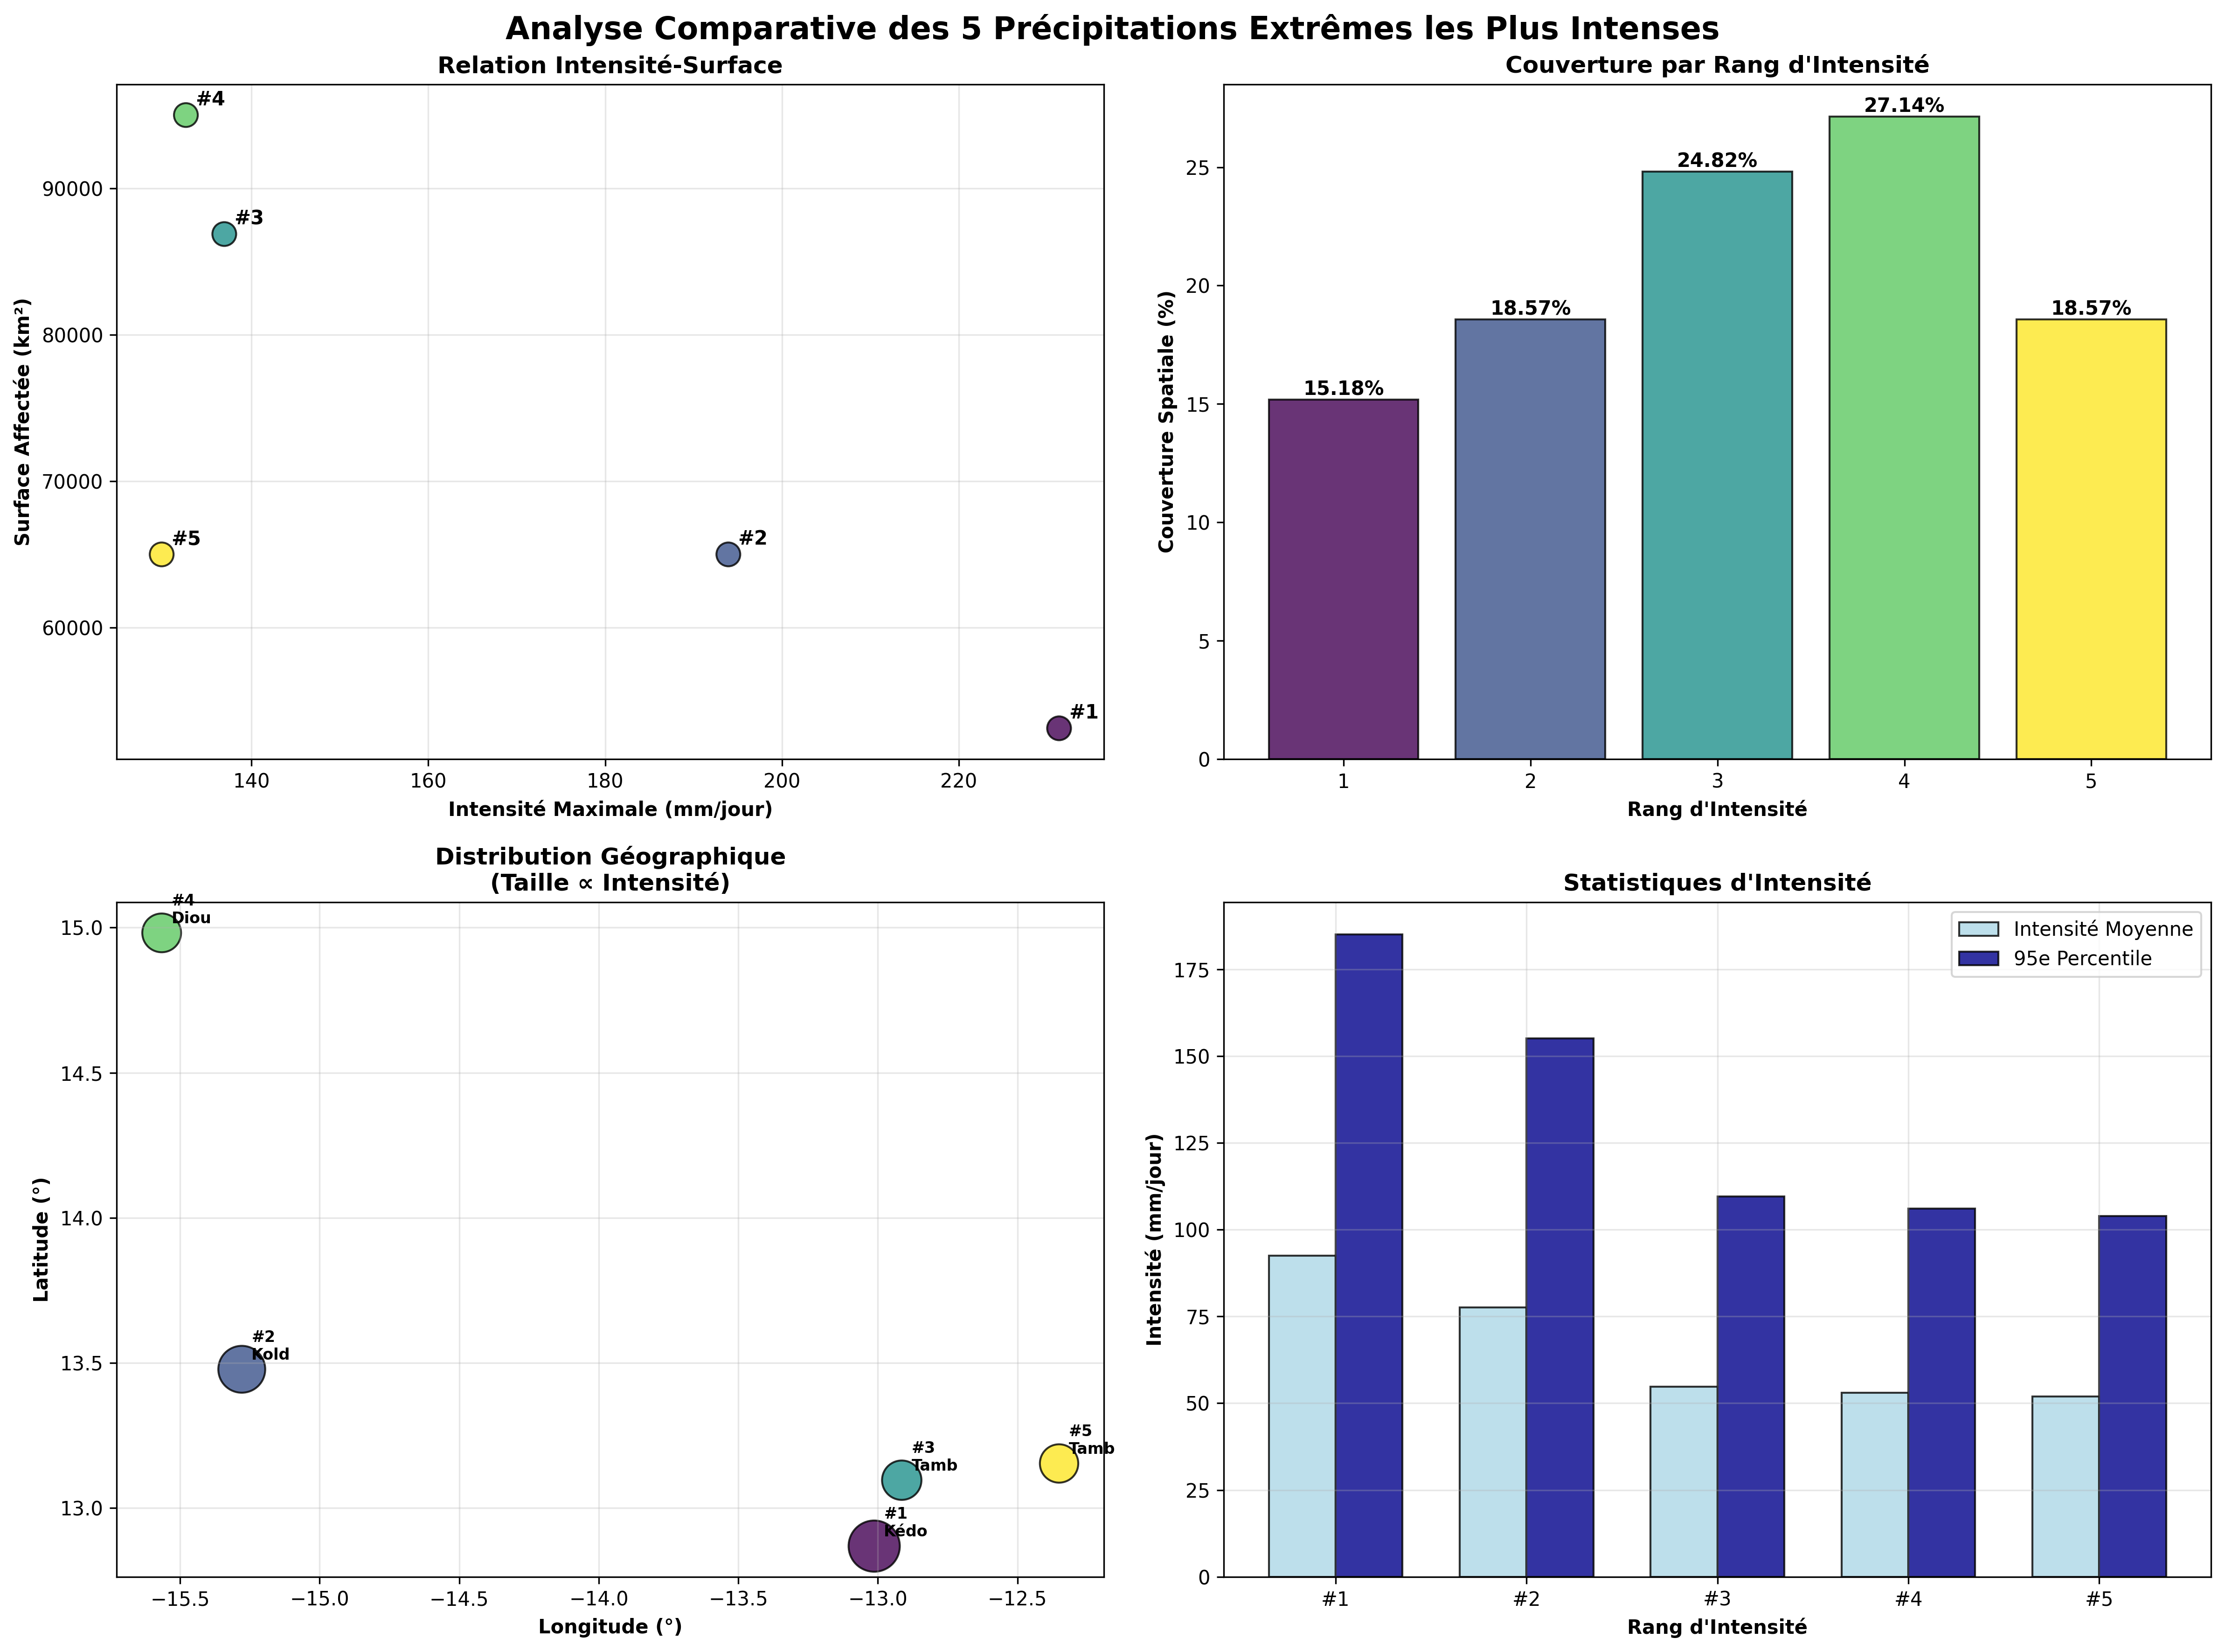 Analyse Comparative des 5 Précipitations Extrêmes les Plus Intenses
Relation Intensité-Surface
#4
#3
#5
#2
#1
90000
80000
70000
60000
Surface Affectée (km²)
140
160
180
200
220
Intensité Maximale (mm/jour)
Couverture par Rang d'Intensité
15.18%
18.57%
24.82%
27.14%
18.57%
25
20
15
10
5
0
Couverture Spatiale (%)
1
2
3
4
5
Rang d'Intensité
Distribution Géographique
(Taille ∝ Intensité)
#4
Diou
#2
Kold
#5
Tamb
#3
Tamb
#1
Kédo
15.0
14.5
14.0
13.5
13.0
Latitude (°)
−15.5
−15.0
−14.5
−14.0
−13.5
−13.0
−12.5
Longitude (°)
Statistiques d'Intensité
Intensité Moyenne
95e Percentile
175
150
125
100
75
50
25
0
Intensité (mm/jour)
#1
#2
#3
#4
#5
Rang d'Intensité